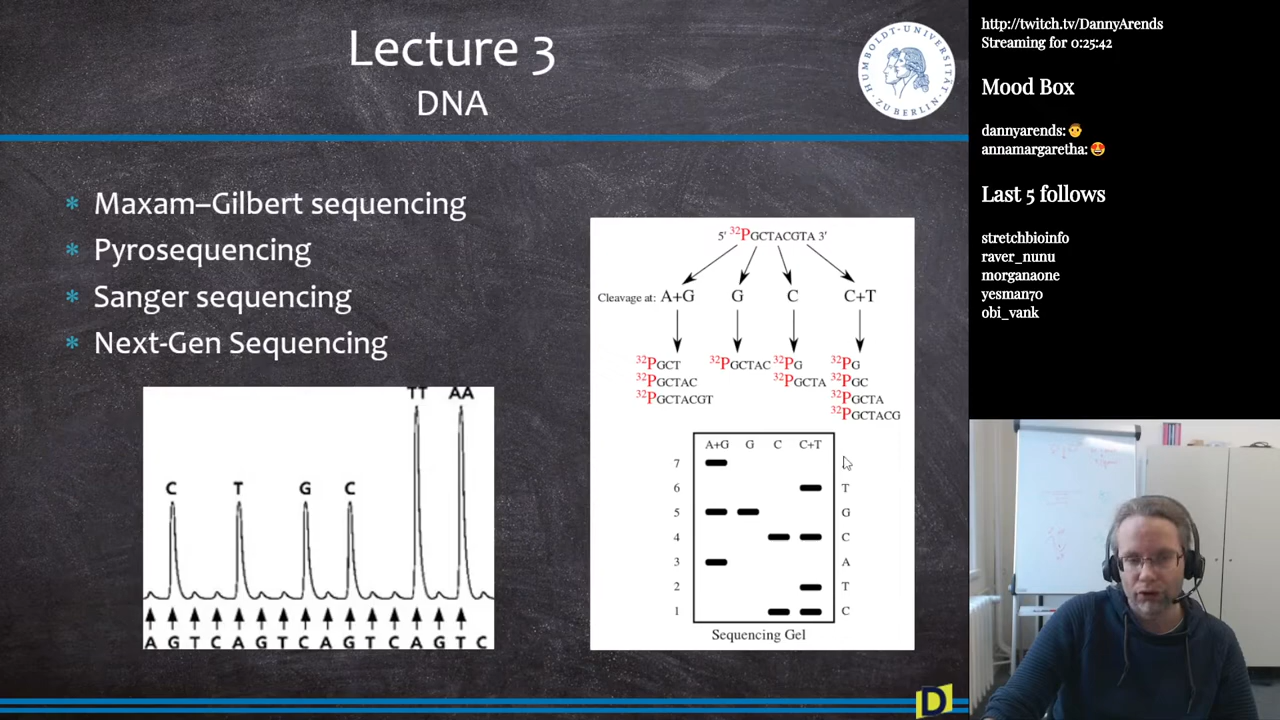 Lecture 3
DNA
HUMBOLDT-UNIVERSITÄT ZU BERLIN
* Maxam–Gilbert sequencing
* Pyrosequencing
* Sanger sequencing
* Next-Gen Sequencing
C T G C TT AA
A G T C A G T C A G T C A G T C
5' 32PGCTACGTA 3'
Cleavage at: A+G G C C+T
32PGCT 32PGCTAC 32PG 32PG
32PGCTAC 32PGCTA 32PGC
32PGCTACGT 32PGCTA
32PGCTACG
A+G G C C+T
7
6 T
5 G
4 C
3 A
2 T
1 C
Sequencing Gel
D
http://twitch.tv/DannyArends
Streaming for 0:25:42
Mood Box
dannyarends:
annamargaretha:
Last 5 follows
stretchbioinfo
raver_nunu
morganaone
yesman70
obi_vank